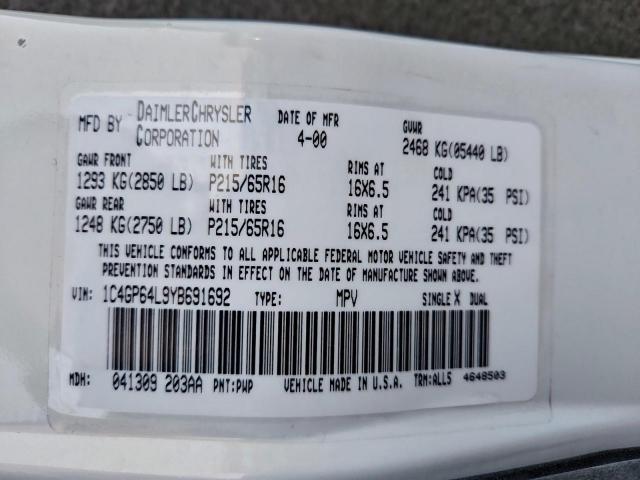 MFD BY DAIMLERCHRYSLER CORPORATION DATE OF MFR 4-00 GVWR 2468 KG(05440 LB)
GAWR FRONT WITH TIRES RIMS AT COLD
1293 KG(2850 LB) P215/65R16 16X6.5 241 KPA(35 PSI)
GAWR REAR WITH TIRES RIMS AT COLD
1248 KG(2750 LB) P215/65R16 16X6.5 241 KPA(35 PSI)
THIS VEHICLE CONFORMS TO ALL APPLICABLE FEDERAL MOTOR VEHICLE SAFETY AND THEFT
PREVENTION STANDARDS IN EFFECT ON THE DATE OF MANUFACTURE SHOWN ABOVE.
VIN: 1C4GP64L9YB691692 TYPE: MPV SINGLE X DUAL
MDH: 041309 203AA PNT:PWP VEHICLE MADE IN U.S.A. TRM:ALL5 4648503